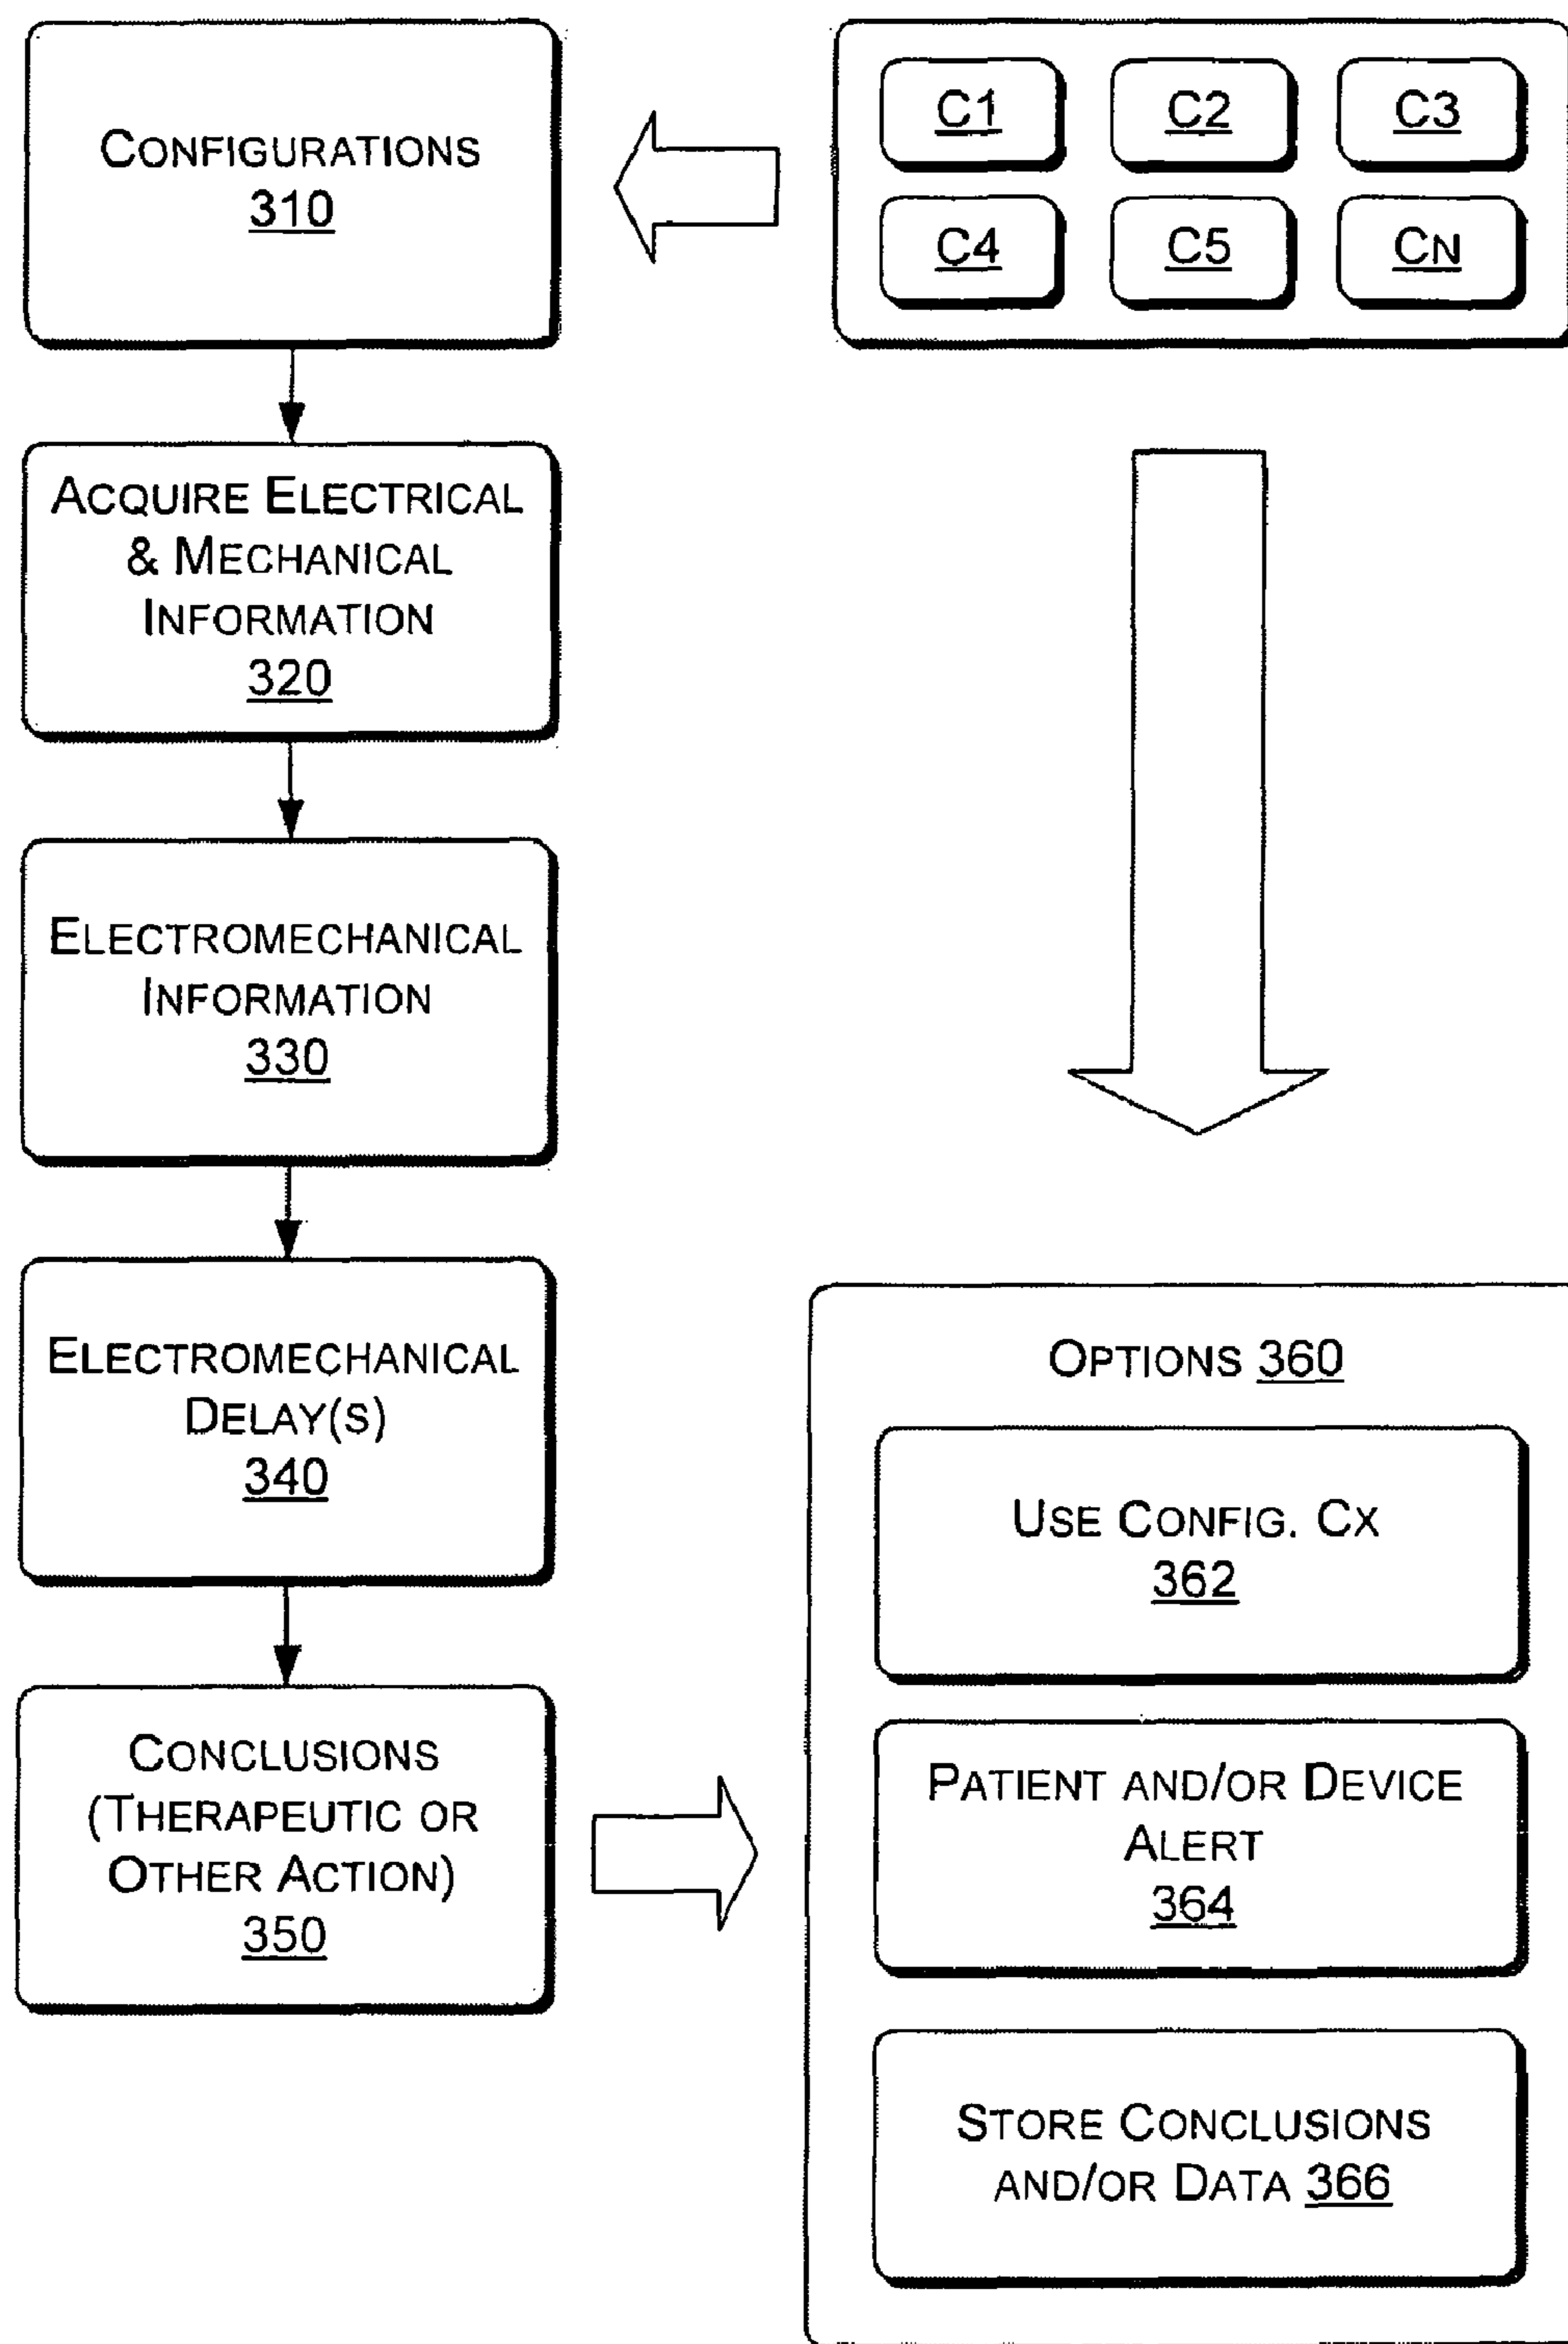 CONFIGURATIONS
310
C1 C2 C3
C4 C5 CN
ACQUIRE ELECTRICAL
& MECHANICAL
INFORMATION
320
ELECTROMECHANICAL
INFORMATION
330
ELECTROMECHANICAL
DELAY(S)
340
CONCLUSIONS
(THERAPEUTIC OR
OTHER ACTION)
350
OPTIONS 360
USE CONFIG. CX
362
PATIENT AND/OR DEVICE
ALERT
364
STORE CONCLUSIONS
AND/OR DATA 366